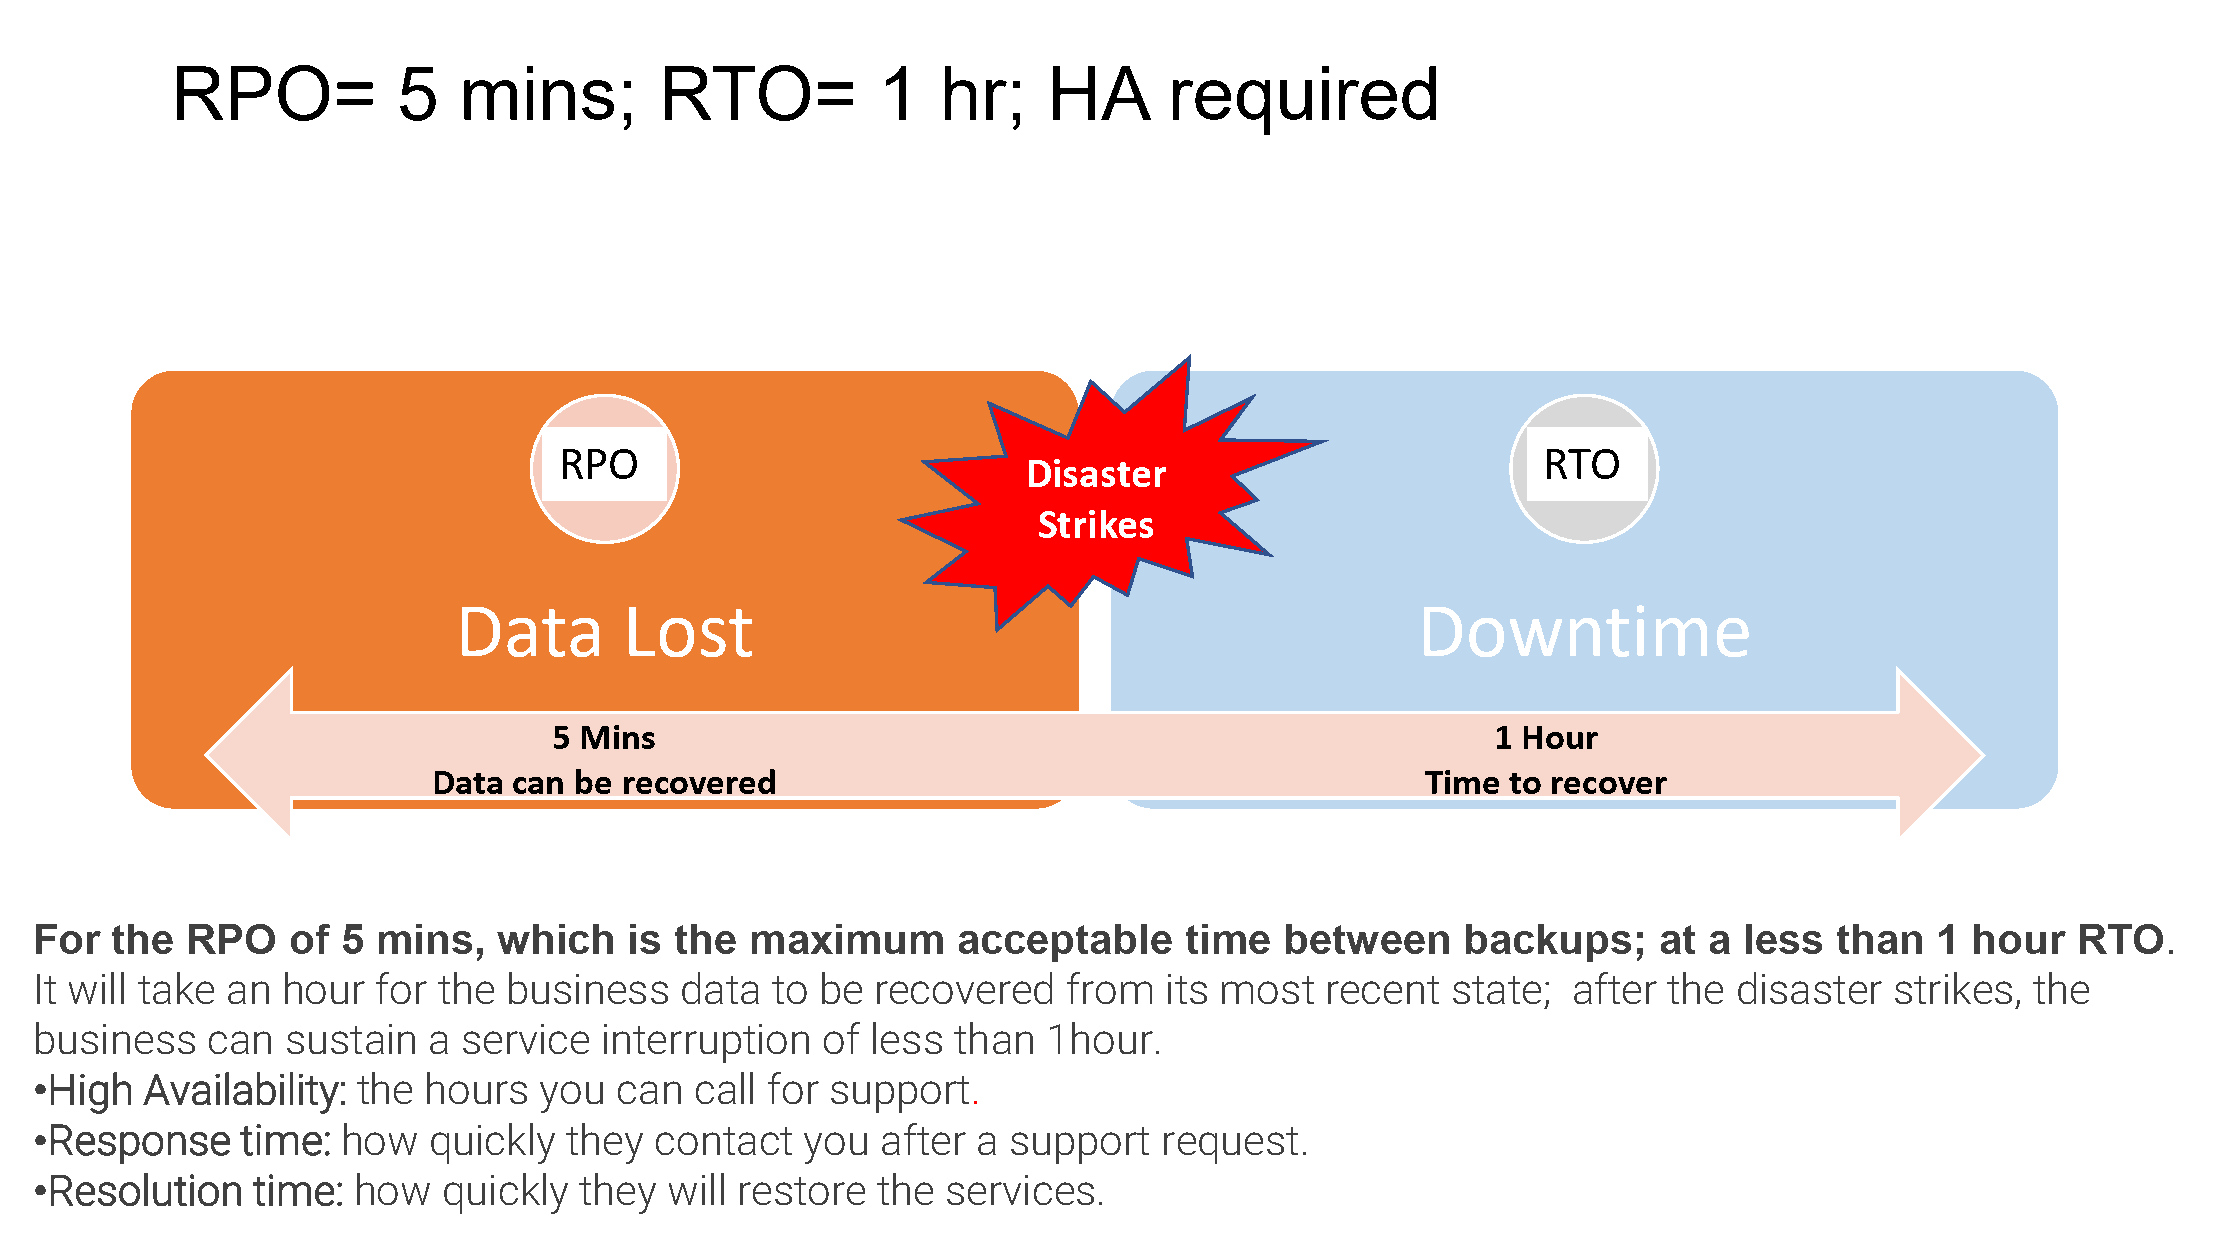 RPO= 5 mins; RTO= 1 hr; HA required
RPO
Disaster
Strikes
RTO
Data Lost
Downtime
5 Mins
Data can be recovered
1 Hour
Time to recover
For the RPO of 5 mins, which is the maximum acceptable time between backups; at a less than 1 hour RTO.
It will take an hour for the business data to be recovered from its most recent state; after the disaster strikes, the
business can sustain a service interruption of less than 1hour.
•High Availability: the hours you can call for support.
•Response time: how quickly they contact you after a support request.
•Resolution time: how quickly they will restore the services.